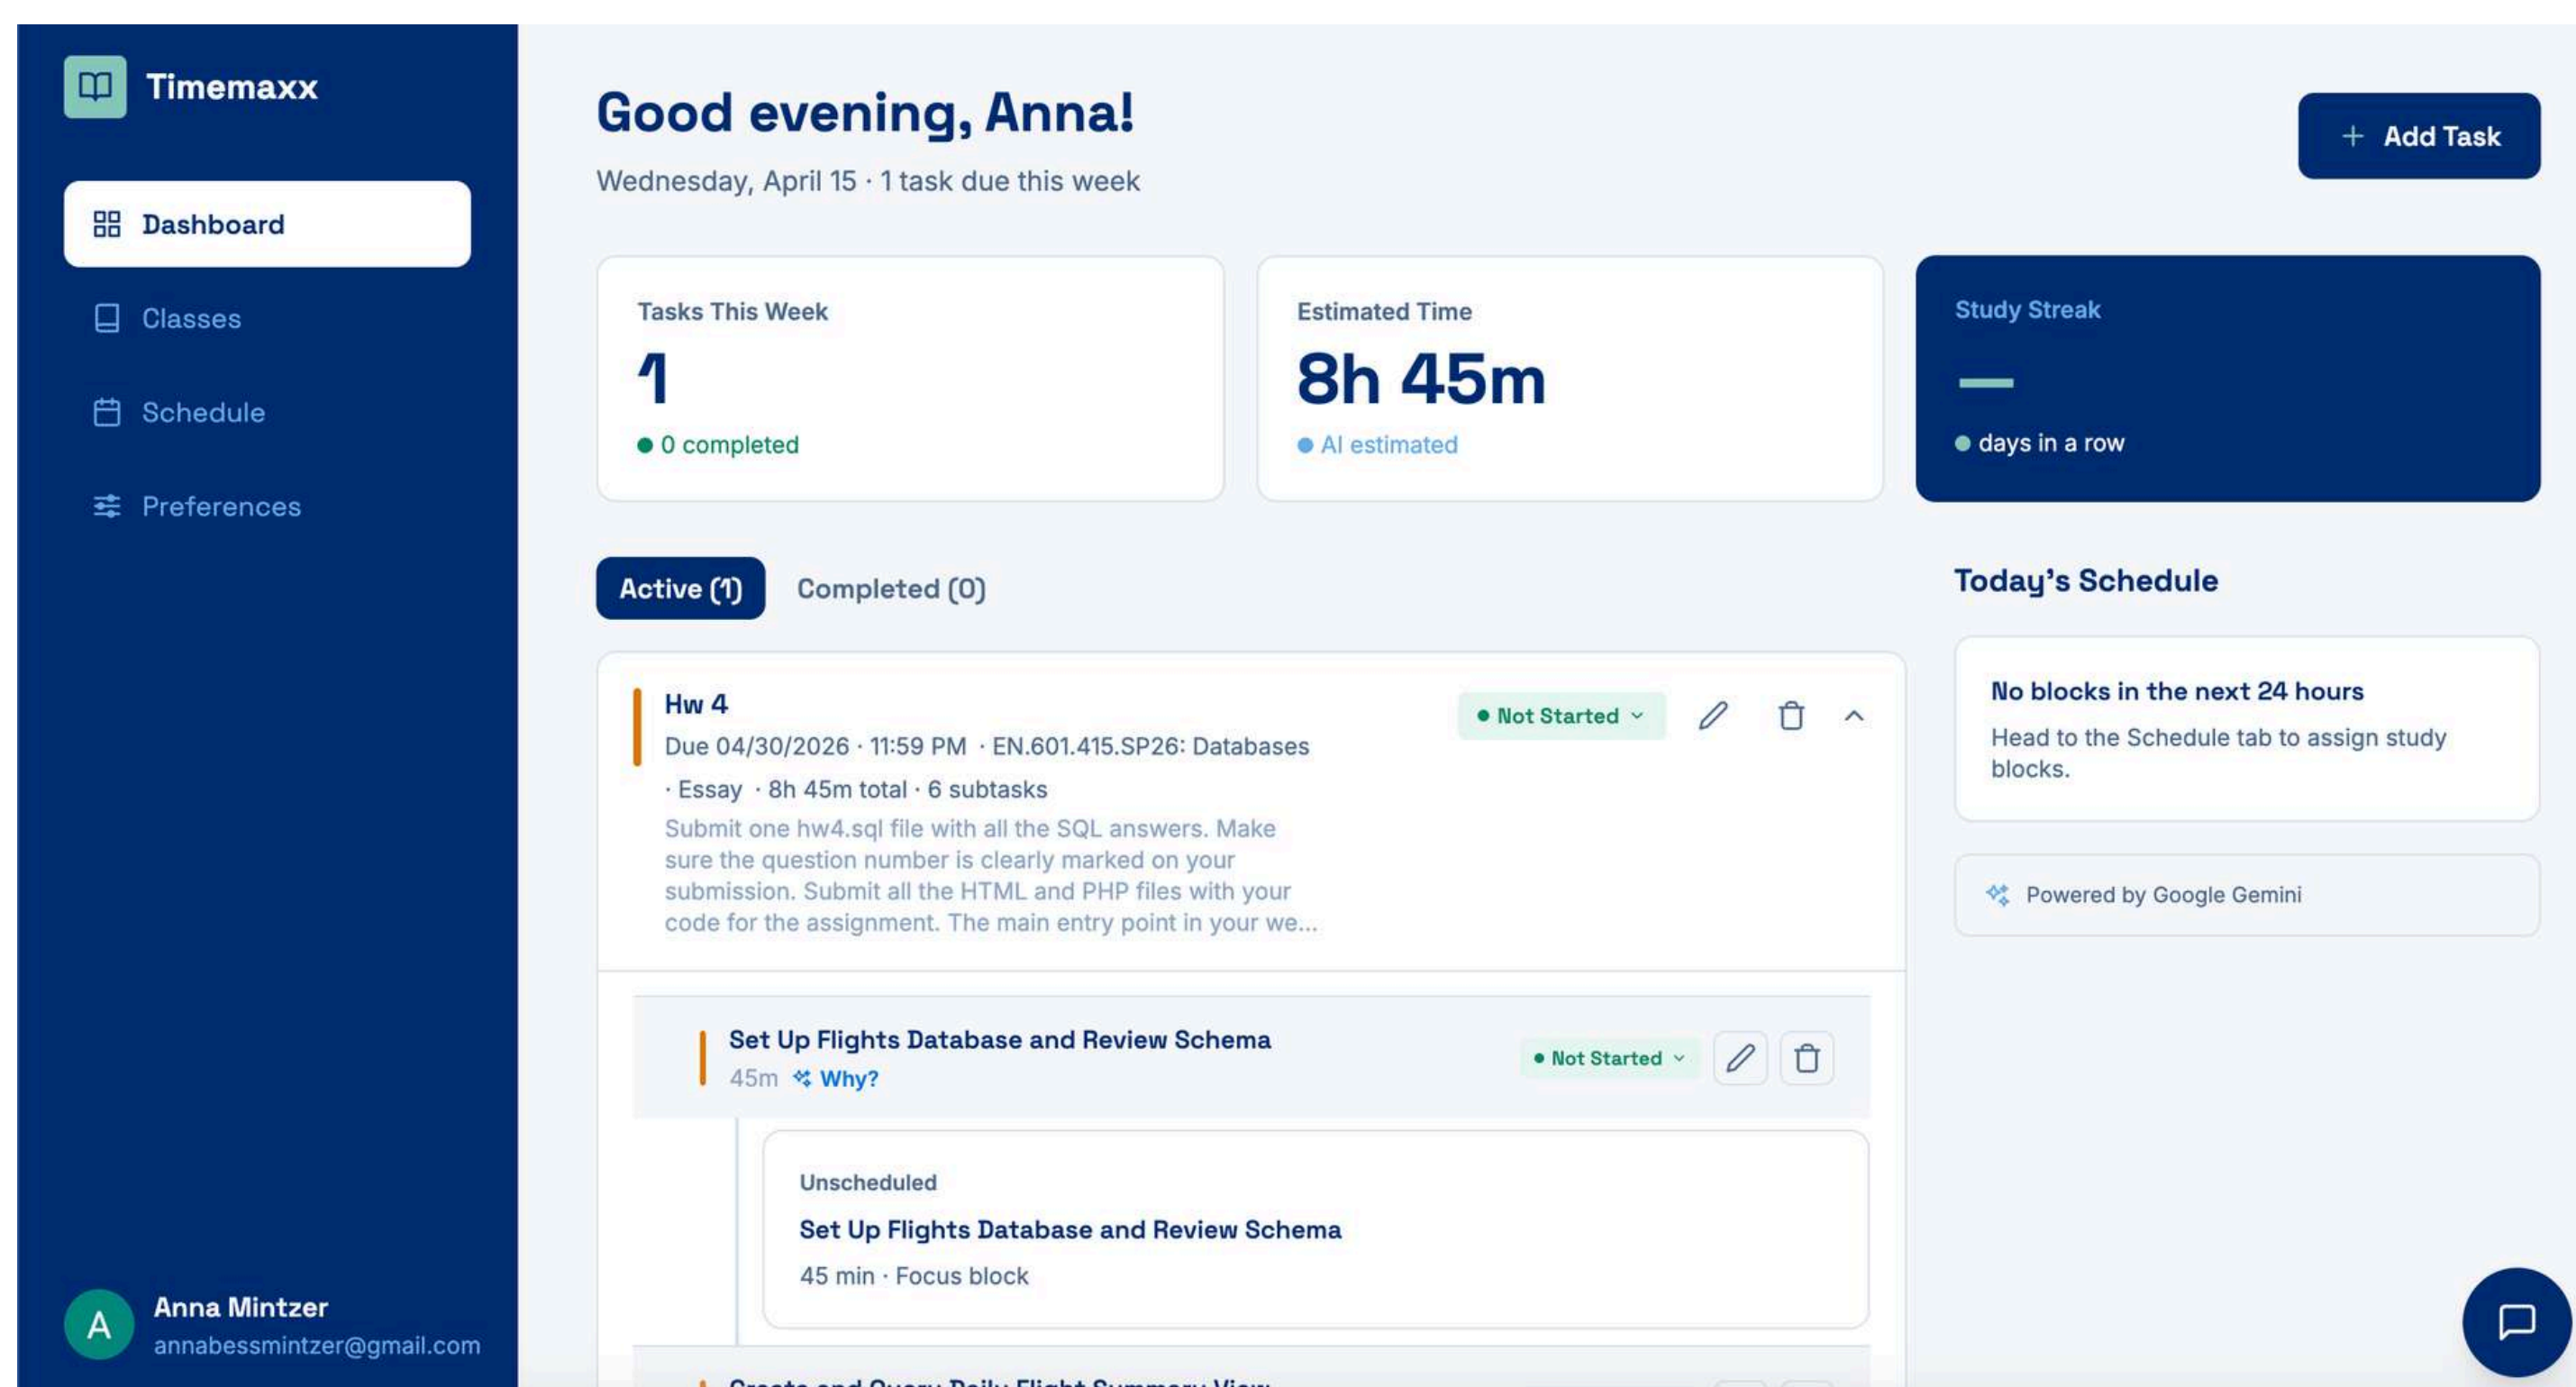 Timemaxx
Dashboard
Classes
Schedule
Preferences
A
Anna Mintzer
annabessmintzer@gmail.com
Good evening, Anna!
Wednesday, April 15 · 1 task due this week
+ Add Task
Tasks This Week
1
0 completed
Estimated Time
8h 45m
AI estimated
Study Streak
—
days in a row
Active (1)
Completed (0)
Hw 4
Due 04/30/2026 · 11:59 PM · EN.601.415.SP26: Databases
· Essay · 8h 45m total · 6 subtasks
Submit one hw4.sql file with all the SQL answers. Make
sure the question number is clearly marked on your
submission. Submit all the HTML and PHP files with your
code for the assignment. The main entry point in your we...
Not Started
Set Up Flights Database and Review Schema
45m Why?
Not Started
Unscheduled
Set Up Flights Database and Review Schema
45 min · Focus block
Create and Query Daily Flight Summary View
Today's Schedule
No blocks in the next 24 hours
Head to the Schedule tab to assign study
blocks.
Powered by Google Gemini